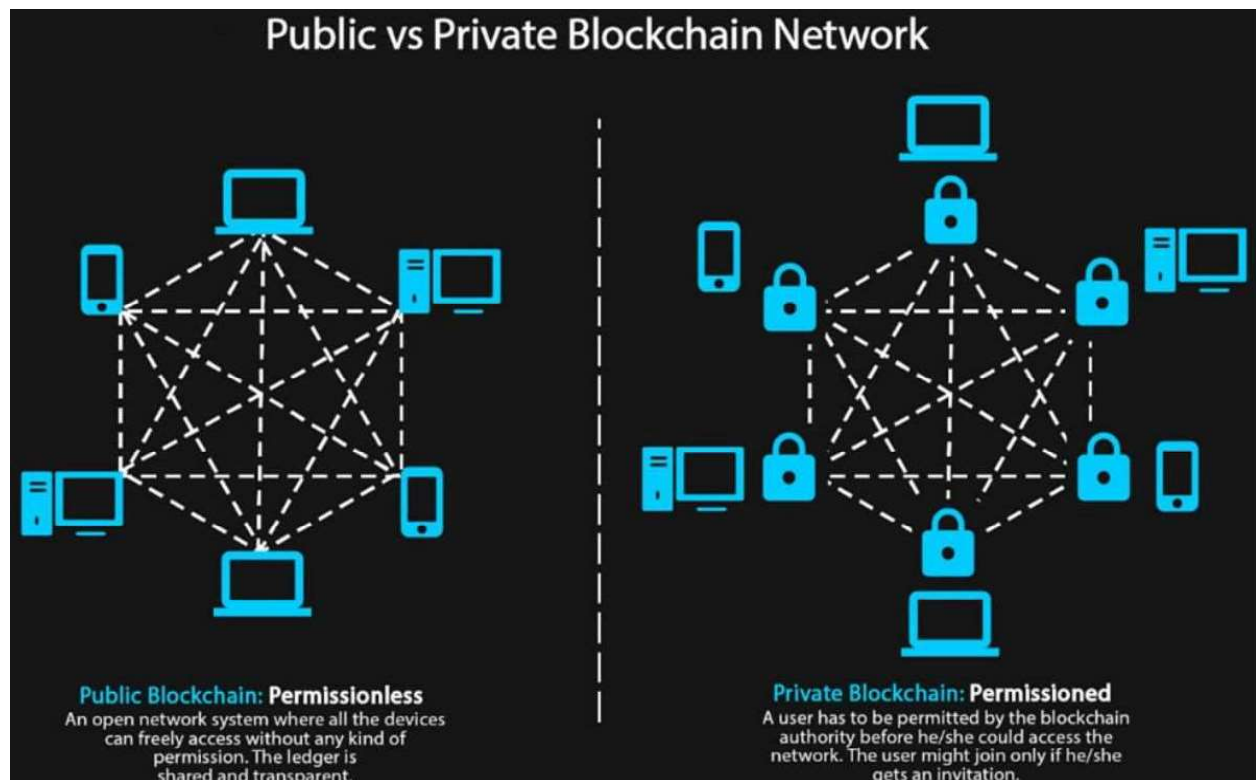 Public vs Private Blockchain Network
Public Blockchain: Permissionless
An open network system where all the devices
can freely access without any kind of
permission. The ledger is
shared and transparent.
Private Blockchain: Permissioned
A user has to be permitted by the blockchain
authority before he/she could access the
network. The user might join only if he/she
gets an invitation.